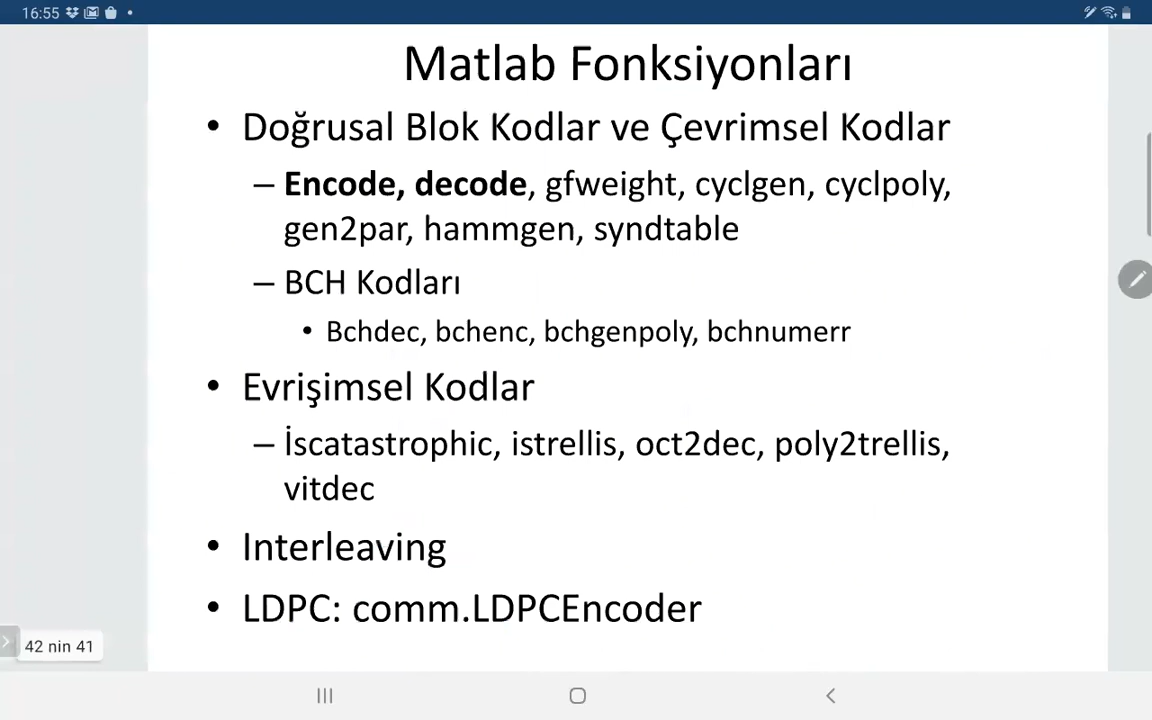 16:55
Matlab Fonksiyonları
• Doğrusal Blok Kodlar ve Çevrimsel Kodlar
– Encode, decode, gfweight, cyclgen, cyclpoly,
gen2par, hammgen, syndtable
– BCH Kodları
• Bchdec, bchenc, bchgenpoly, bchnumerr
• Evrişimsel Kodlar
– İscatastrophic, istrellis, oct2dec, poly2trellis,
vitdec
• Interleaving
• LDPC: comm.LDPCEncoder
42 nin 41